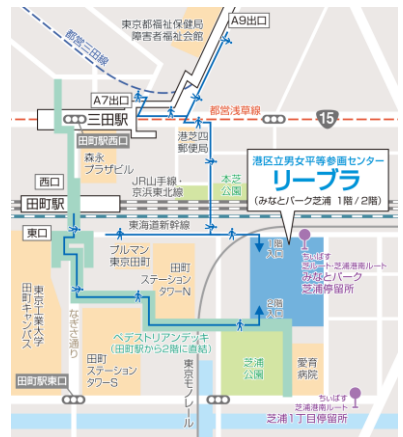 東京都福祉保健局
障害者福祉会館
A9出口
都営三田線
A7出口
三田駅
都営浅草線
15
田町駅西口
港芝四
郵便局
森永
プラザビル
西口
JR山手線・
京浜東北線
本芝
公園
港区立男女平等参画センター
リーブラ
(みなとパーク芝浦 1階/2階)
田町駅
東海道新幹線
東口
プルマン
東京田町
1階
入口
ちぃばす
芝ルート・芝浦港南ルート
みなとパーク
芝浦停留所
田町
ステーション
タワーN
2階
入口
東京工業大学
田町キャンパス
なぎさ通り
ペデストリアンデッキ
(田町駅から2階に直結)
田町
ステーション
タワーS
東京モノレール
芝浦
公園
愛育
病院
田町駅東口
ちぃばす
芝浦港南ルート
芝浦1丁目停留所